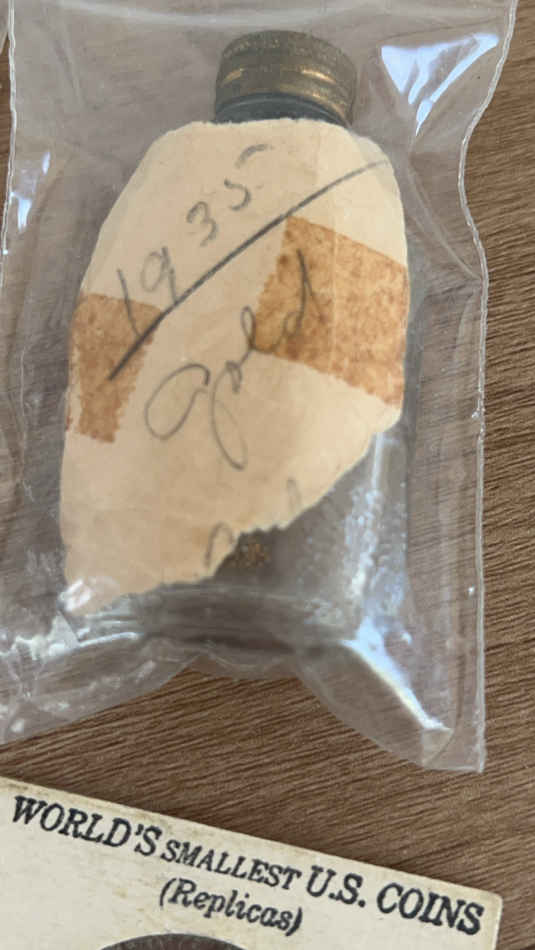 1935
Gold
WORLD'S SMALLEST U.S. COINS
(Replicas)